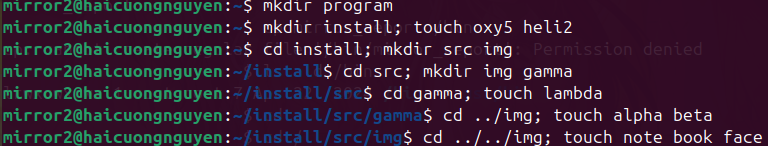 mirror2@haicuongnguyen:~$ mkdir program
mirror2@haicuongnguyen:~$ mkdir install; touch oxy5 heli2
mirror2@haicuongnguyen:~$ cd install; mkdir src img
mirror2@haicuongnguyen:~/install$ cd src; mkdir img gamma
mirror2@haicuongnguyen:~/install/src$ cd gamma; touch lambda
mirror2@haicuongnguyen:~/install/src/gamma$ cd ../img; touch alpha beta
mirror2@haicuongnguyen:~/install/src/img$ cd ../../img; touch note book face